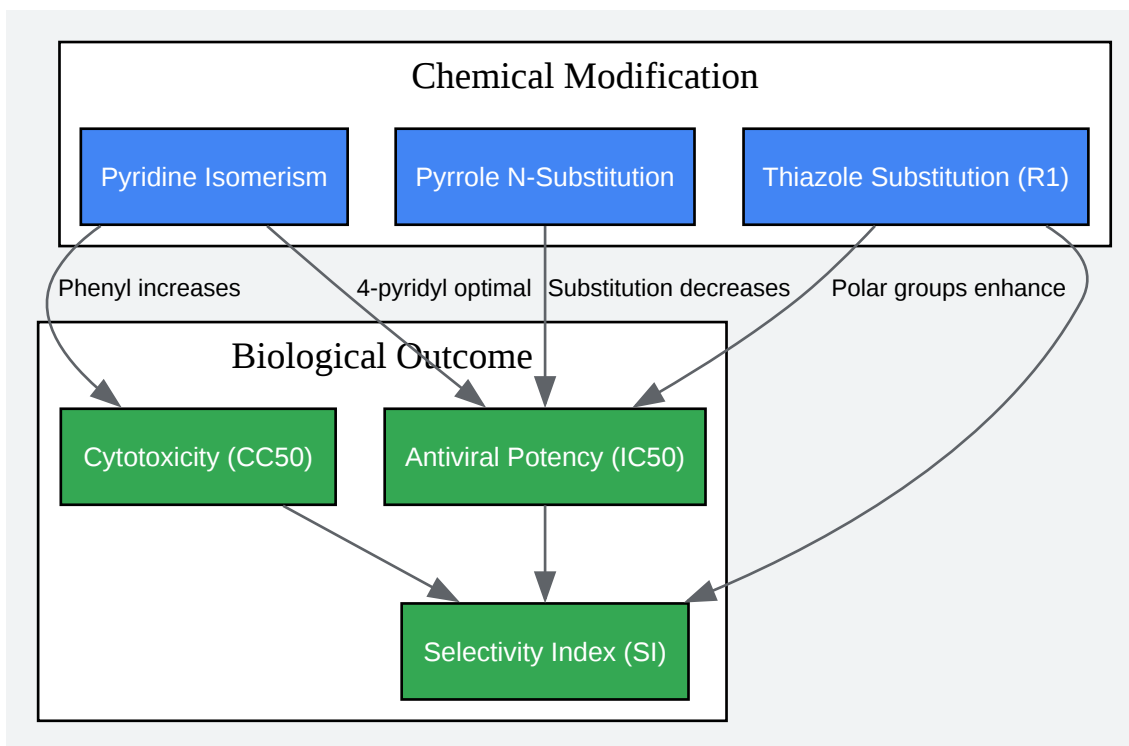 Chemical Modification
Pyridine Isomerism
Pyrrole N-Substitution
Thiazole Substitution (R1)
Phenyl increases
4-pyridyl optimal
Substitution decreases
Polar groups enhance
Biological Outcome
Cytotoxicity (CC50)
Antiviral Potency (IC50)
Selectivity Index (SI)